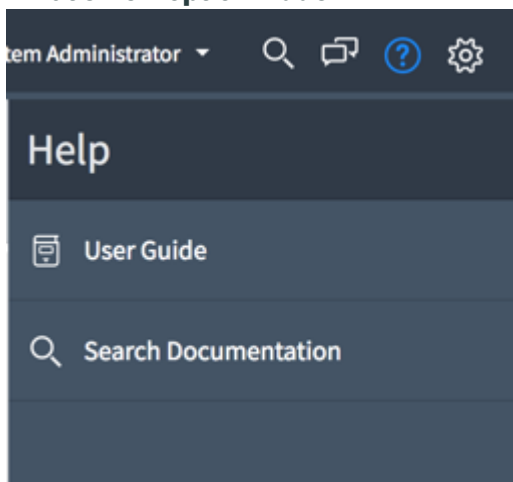 tem Administrator
Help
User Guide
Search Documentation